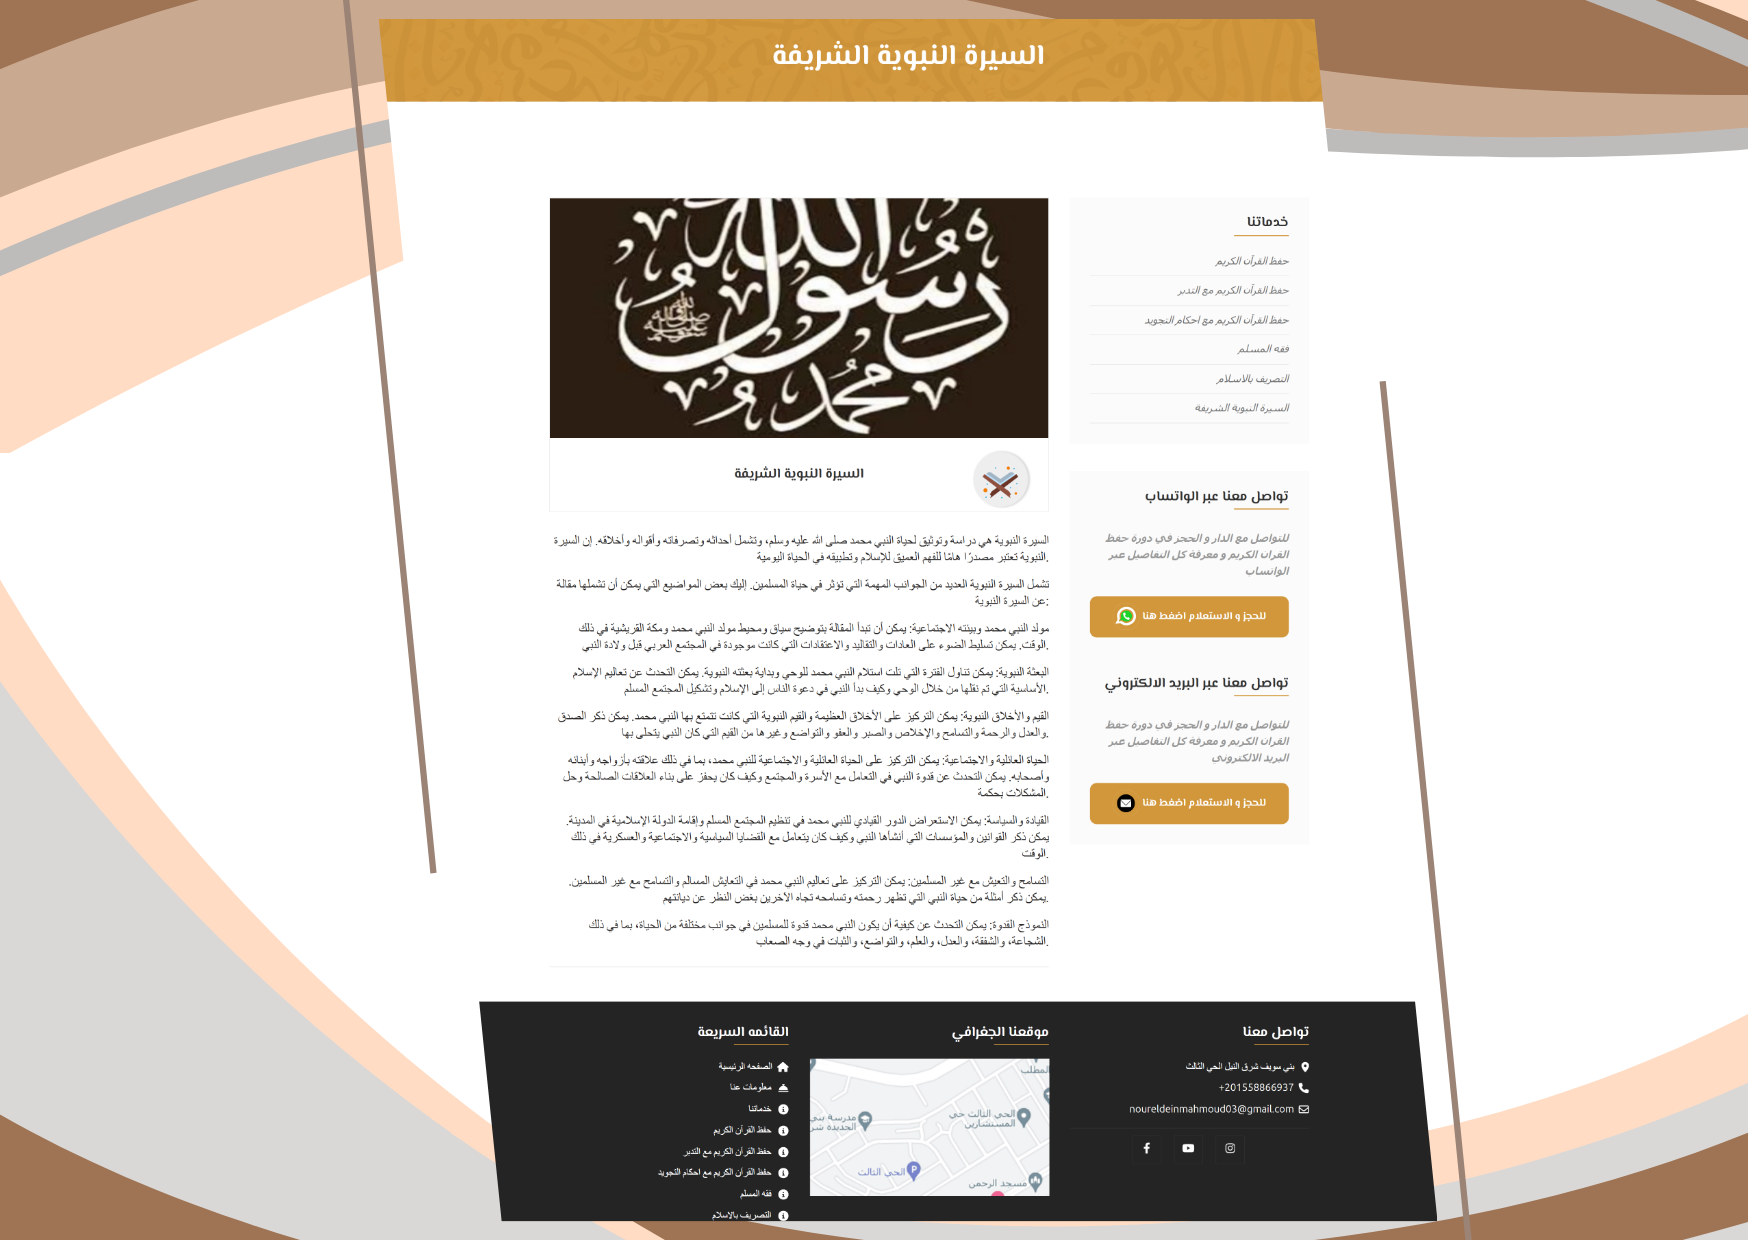 السيرة النبوية الشريفة
رسول الله
محمد
صلى الله عليه وسلم
السيرة النبوية الشريفة
السيرة النبوية هي دراسة وتوثيق لحياة النبي محمد صلى الله عليه وسلم، وتشمل أحداثه وتصرفاته وأقواله وأخلاقه. إن السيرة
.النبوية تعتبر مصدرًا هامًا للفهم العميق للإسلام وتطبيقه في الحياة اليومية
تشمل السيرة النبوية العديد من الجوانب المهمة التي تؤثر في حياة المسلمين. إليك بعض المواضيع التي يمكن أن تشملها مقالة
:عن السيرة النبوية
مولد النبي محمد وبيئته الاجتماعية: يمكن أن تبدأ المقالة بتوضيح سياق ومحيط مولد النبي محمد ومكة القريشية في ذلك
.الوقت. يمكن تسليط الضوء على العادات والتقاليد والاعتقادات التي كانت موجودة في المجتمع العربي قبل ولادة النبي
البعثة النبوية: يمكن تناول الفترة التي تلت استلام النبي محمد للوحي وبداية بعثته النبوية. يمكن التحدث عن تعاليم الإسلام
.الأساسية التي تم نقلها من خلال الوحي وكيف بدأ النبي في دعوة الناس إلى الإسلام وتشكيل المجتمع المسلم
القيم والأخلاق النبوية: يمكن التركيز على الأخلاق العظيمة والقيم النبوية التي كانت تتمتع بها النبي محمد. يمكن ذكر الصدق
.والعدل والرحمة والتسامح والإخلاص والصبر والعفو والتواضع وغيرها من القيم التي كان النبي يتحلى بها
الحياة العائلية والاجتماعية: يمكن التركيز على الحياة العائلية والاجتماعية للنبي محمد، بما في ذلك علاقته بأزواجه وأبنائه
وأصحابه. يمكن التحدث عن قدوة النبي في التعامل مع الأسرة والمجتمع وكيف كان يحفز على بناء العلاقات الصالحة وحل
.المشكلات بحكمة
القيادة والسياسة: يمكن الاستعراض الدور القيادي للنبي محمد في تنظيم المجتمع المسلم وإقامة الدولة الإسلامية في المدينة.
يمكن ذكر القوانين والمؤسسات التي أنشأها النبي وكيف كان يتعامل مع القضايا السياسية والاجتماعية والعسكرية في ذلك
.الوقت
التسامح والتعيش مع غير المسلمين: يمكن التركيز على تعاليم النبي محمد في التعايش المسالم والتسامح مع غير المسلمين.
.يمكن ذكر أمثلة من حياة النبي التي تظهر رحمته وتسامحه تجاه الآخرين بغض النظر عن ديانتهم
النموذج القدوة: يمكن التحدث عن كيفية أن يكون النبي محمد قدوة للمسلمين في جوانب مختلفة من الحياة، بما في ذلك
.الشجاعة، والشفقة، والعدل، والعلم، والتواضع، والثبات في وجه الصعاب
خدماتنا
حفظ القرآن الكريم
حفظ القرآن الكريم مع التدبر
حفظ القرآن الكريم مع احكام التجويد
فقه المسلم
التصريف بالاسلام
السيرة النبوية الشريفة
تواصل معنا عبر الواتساب
للتواصل مع الدار و الحجز في دورة حفظ
القران الكريم و معرفة كل التفاصيل عبر
الواتساب
للحجز و الاستعلام اضغط هنا
تواصل معنا عبر البريد الالكتروني
للتواصل مع الدار و الحجز في دورة حفظ
القران الكريم و معرفة كل التفاصيل عبر
البريد الالكتروني
للحجز و الاستعلام اضغط هنا
تواصل معنا
بني سويف شرق النيل الحي الثالث
+201558866937
noureldeinmahmoud03@gmail.com
موقعنا الجغرافي
المطلب
الحي الثالث حي
المستشارين
مدرسة بني
الجديدة شر
الحي الثالث
مسجد الرحمن
القائمه السريعة
الصفحه الرئيسية
معلومات عنا
خدماتنا
حفظ القرآن الكريم
حفظ القرآن الكريم مع التدبر
حفظ القرآن الكريم مع احكام التجويد
فقه المسلم
التصريف بالإسلام